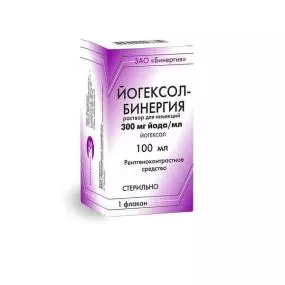 ЗАО «Бинергия»
ЙОГЕКСОЛ-
БИНЕРГИЯ
раствор для инъекций
300 мг йода/мл
йогексол
100 мл
Рентгеноконтрастное
средство
СТЕРИЛЬНО
1 флакон